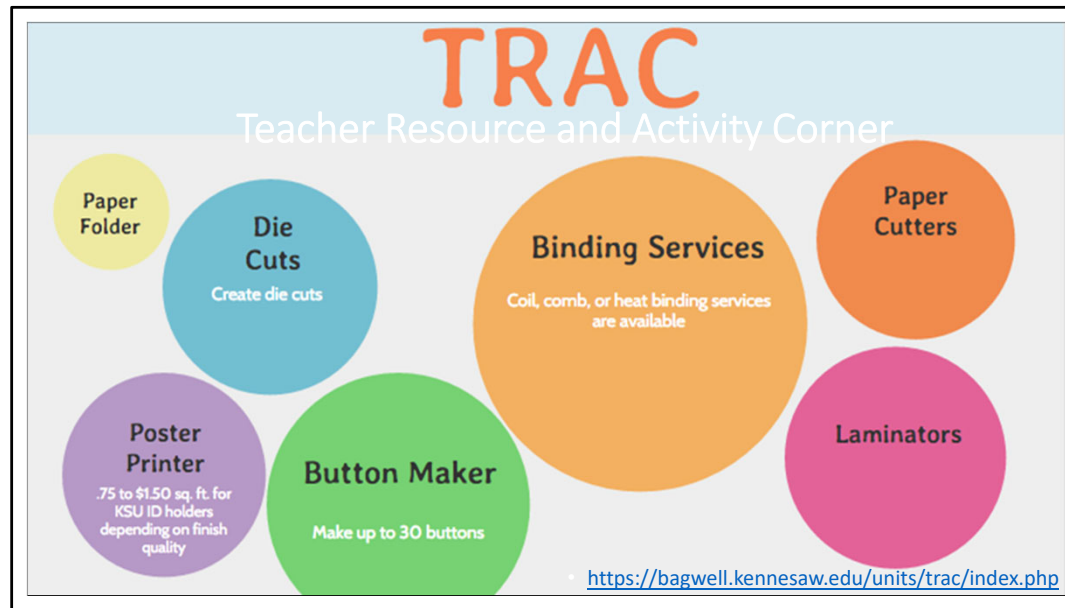 TRAC
Teacher Resource and Activity Corner
Paper
Folder
Die
Cuts
Create die cuts
Binding Services
Coil, comb, or heat binding services
are available
Paper
Cutters
Poster
Printer
.75 to $1.50 sq. ft. for
KSU ID holders
depending on finish
quality
Button Maker
Make up to 30 buttons
Laminators
• https://bagwell.kennesaw.edu/units/trac/index.php